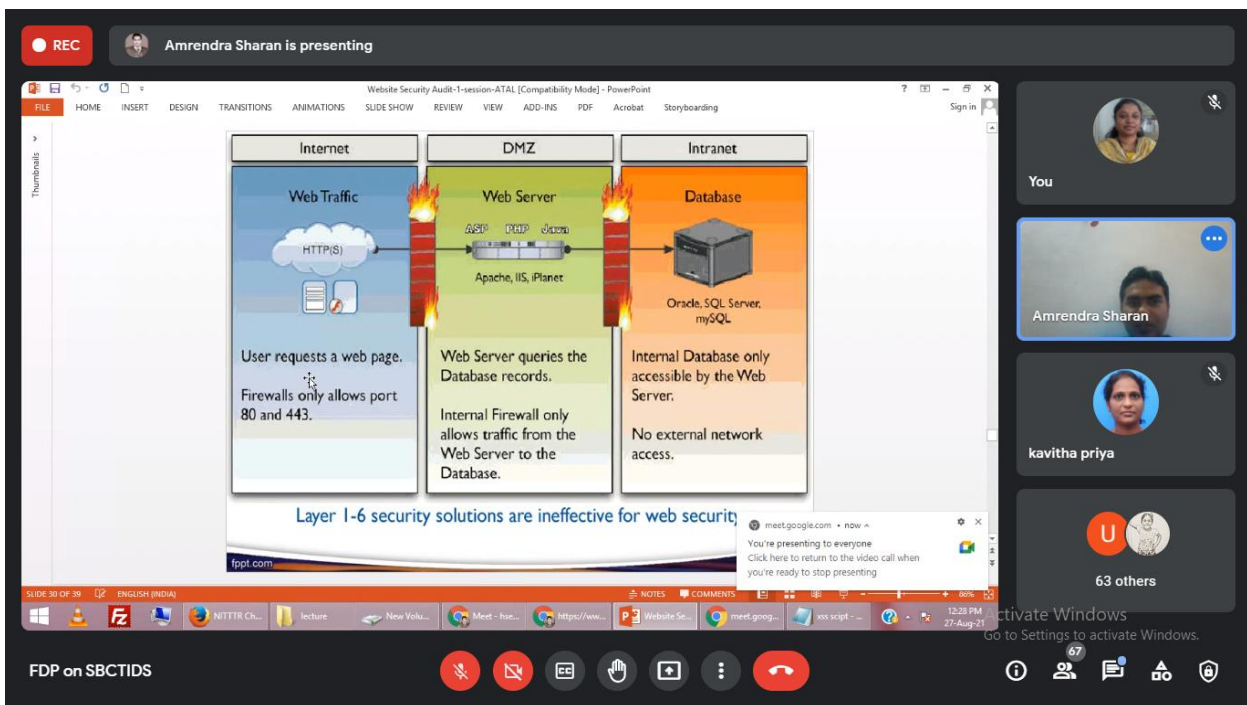 REC
Amrendra Sharan is presenting
Website Security Audit-1-session-ATAL [Compatibility Mode] - PowerPoint
FILE HOME INSERT DESIGN TRANSITIONS ANIMATIONS SLIDE SHOW REVIEW VIEW ADD-INS PDF Acrobat Storyboarding
Sign in
Thumbnails
Internet
DMZ
Intranet
Web Traffic
HTTP(S)
Web Server
ASP PHP Java
Apache, IIS, iPlanet
Database
Oracle, SQL Server,
mySQL
User requests a web page.
Firewalls only allows port
80 and 443.
Web Server queries the
Database records.
Internal Firewall only
allows traffic from the
Web Server to the
Database.
Internal Database only
accessible by the Web
Server.
No external network
access.
Layer 1-6 security solutions are ineffective for web security
fppt.com
meet.google.com • now
You're presenting to everyone
Click here to return to the video call when
you're ready to stop presenting
SLIDE 30 OF 39 ENGLISH (INDIA)
NOTES COMMENTS 86%
NITTTR Ch... lecture New Volu... Meet - hse... https://ww... Website Se... meet.goog... xss scipt - ...
12:28 PM
27-Aug-21
You
Amrendra Sharan
kavitha priya
U
63 others
Activate Windows
Go to Settings to activate Windows.
FDP on SBCTIDS
67